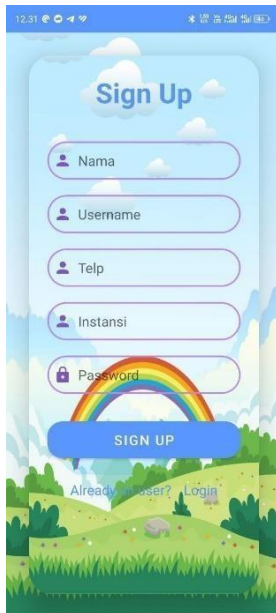 12.31
Sign Up
Nama
Username
Telp
Instansi
Password
SIGN UP
Already user? Login